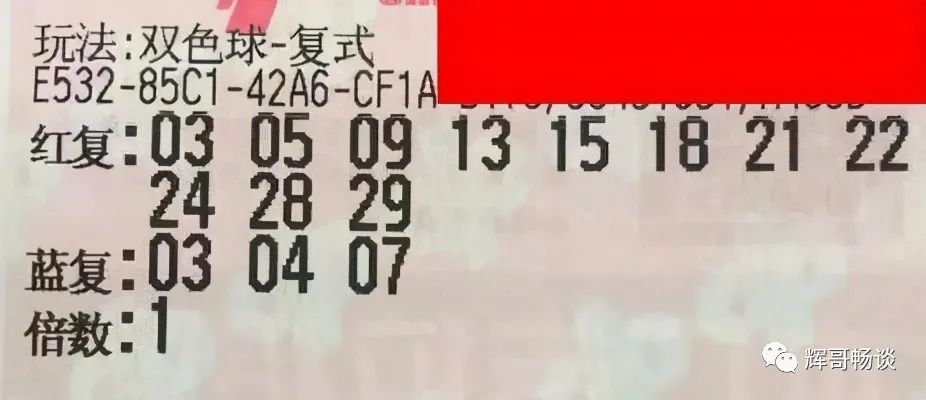 玩法:双色球-复式
E532-85C1-42A6-CF1A
红复:03 05 09 13 15 18 21 22
24 28 29
蓝复:03 04 07
倍数:1
辉哥畅谈